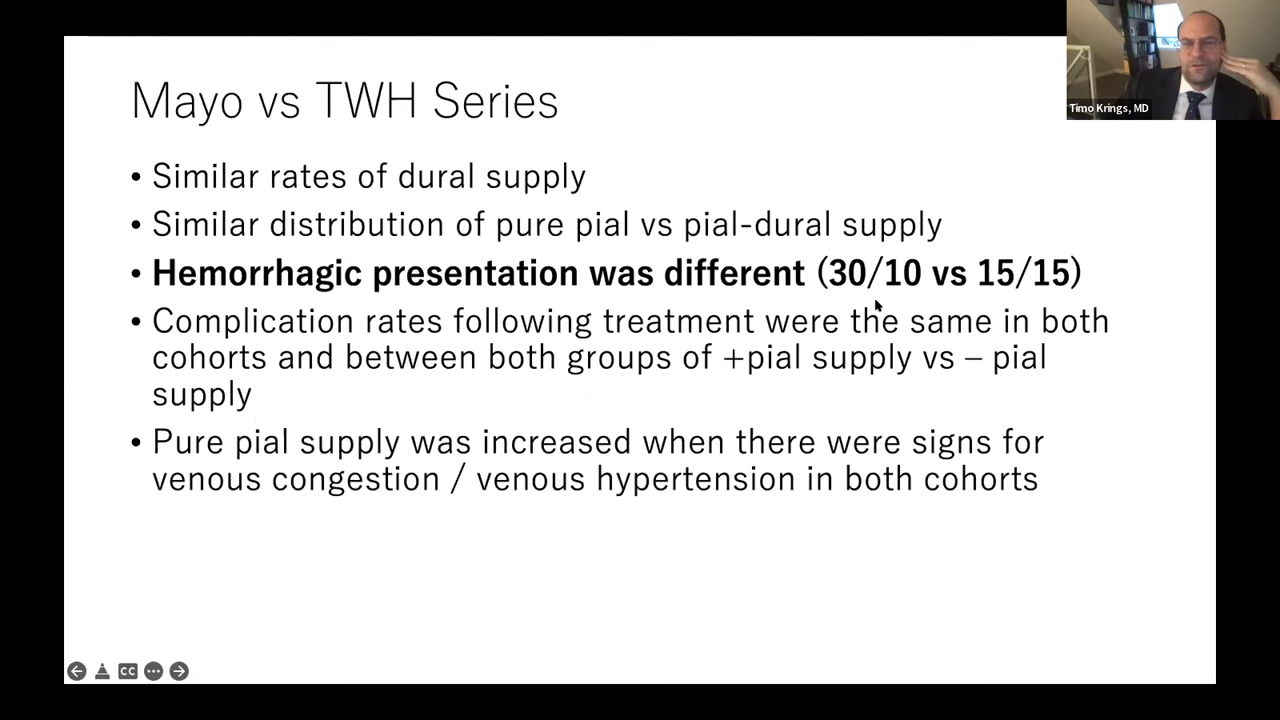 Mayo vs TWH Series
Timo Krings, MD
• Similar rates of dural supply
• Similar distribution of pure pial vs pial-dural supply
• Hemorrhagic presentation was different (30/10 vs 15/15)
• Complication rates following treatment were the same in both
cohorts and between both groups of +pial supply vs – pial
supply
• Pure pial supply was increased when there were signs for
venous congestion / venous hypertension in both cohorts
CC